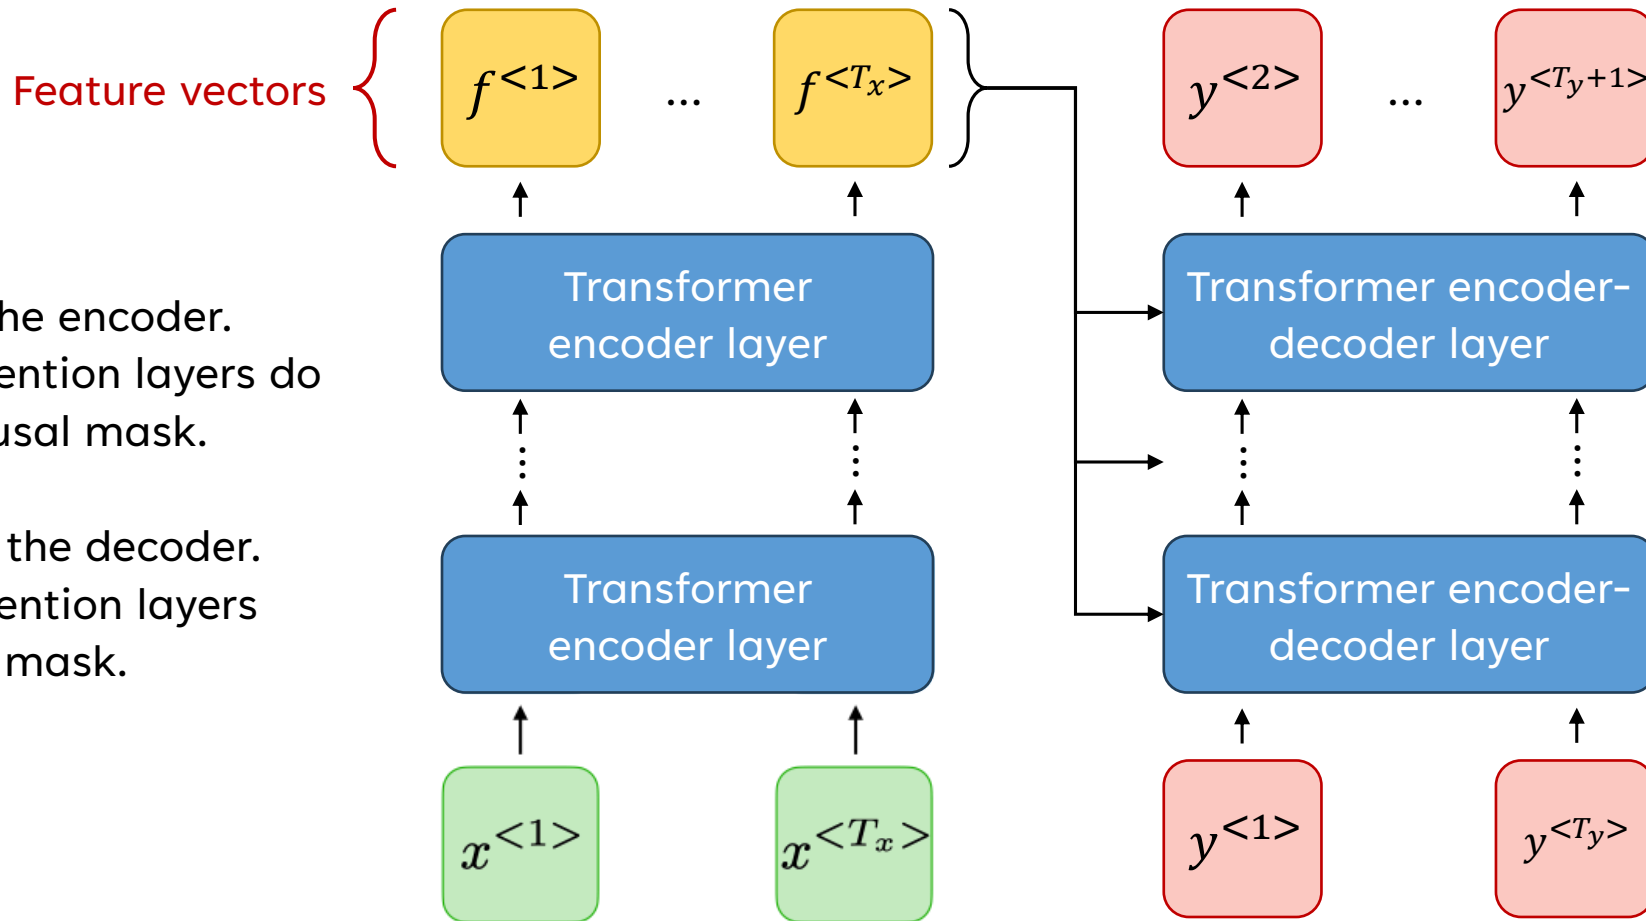 Feature vectors
f<1> ... f<Tx>
y<2> ... y<Ty+1>
he encoder.
ention layers do
usal mask.
the decoder.
ention layers
mask.
Transformer
encoder layer
Transformer
encoder layer
x<1> x<Tx>
Transformer encoder-
decoder layer
Transformer encoder-
decoder layer
y<1> y<Ty>